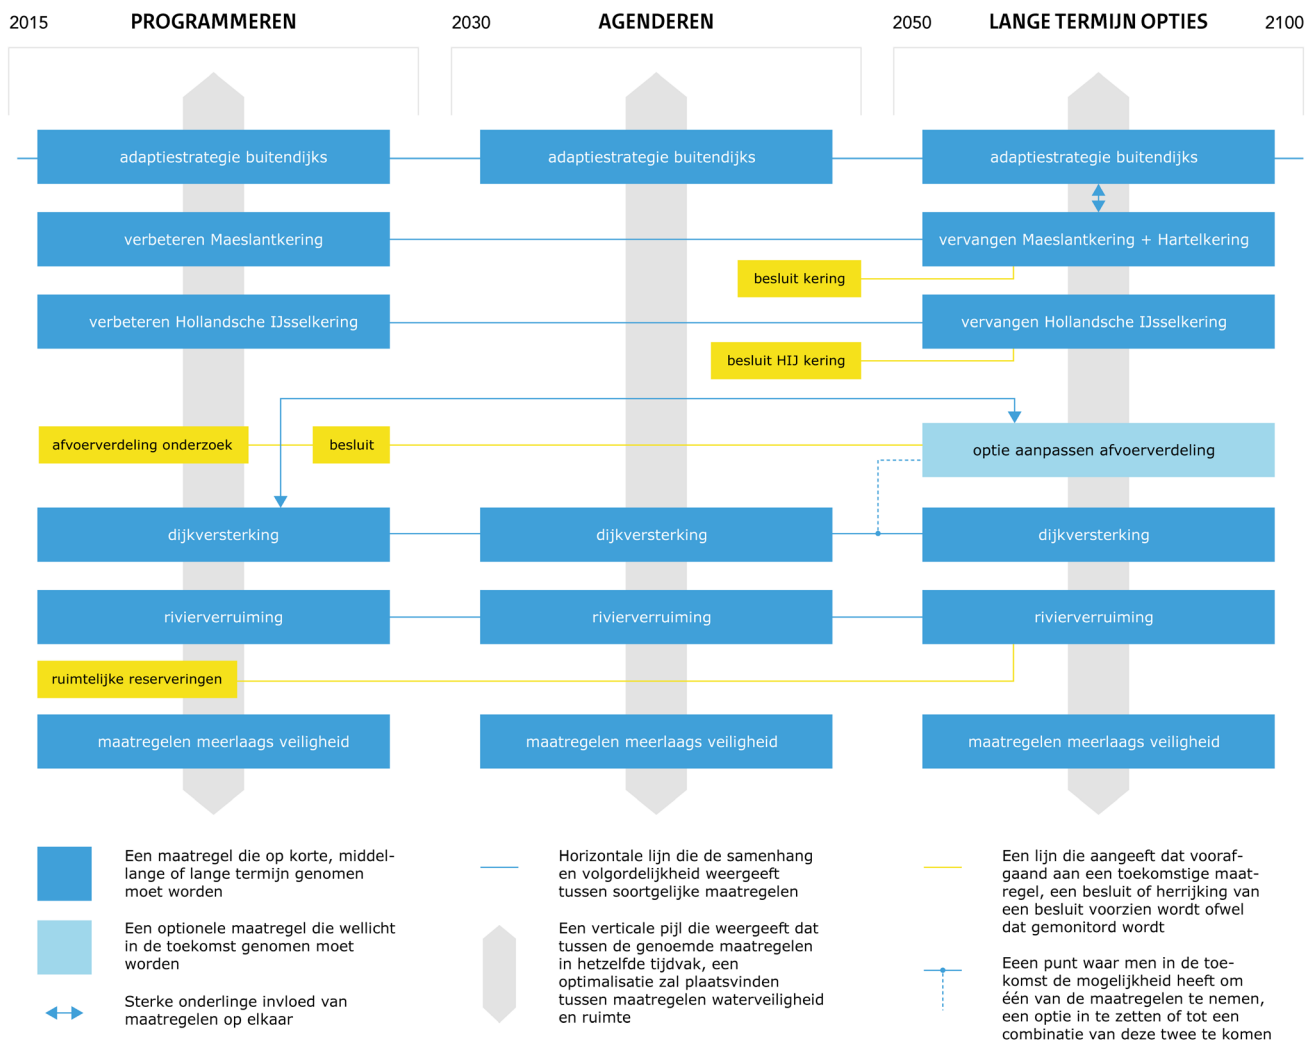 2015 PROGRAMMEREN 2030 AGENDEREN 2050 LANGE TERMIJN OPTIES 2100
adaptiestrategie buitendijks adaptiestrategie buitendijks adaptiestrategie buitendijks
verbeteren Maeslantkering vervangen Maeslantkering + Hartelkering
besluit kering
verbeteren Hollandsche IJsselkering vervangen Hollandsche IJsselkering
besluit HIJ kering
afvoerverdeling onderzoek besluit optie aanpassen afvoerverdeling
dijkversterking dijkversterking dijkversterking
rivierverruiming rivierverruiming rivierverruiming
ruimtelijke reserveringen
maatregelen meerlaags veiligheid maatregelen meerlaags veiligheid maatregelen meerlaags veiligheid
Een maatregel die op korte, middel-
lange of lange termijn genomen
moet worden
Een optionele maatregel die wellicht
in de toekomst genomen moet
worden
Sterke onderlinge invloed van
maatregelen op elkaar
Horizontale lijn die de samenhang
en volgordelijkheid weergeeft
tussen soortgelijke maatregelen
Een verticale pijl die weergeeft dat
tussen de genoemde maatregelen
in hetzelfde tijdvak, een
optimalisatie zal plaatsvinden
tussen maatregelen waterveiligheid
en ruimte
Een lijn die aangeeft dat vooraf-
gaand aan een toekomstige maat-
regel, een besluit of herrijking van
een besluit voorzien wordt ofwel
dat gemonitord wordt
Eeen punt waar men in de toe-
komst de mogelijkheid heeft om
één van de maatregelen te nemen,
een optie in te zetten of tot een
combinatie van deze twee te komen